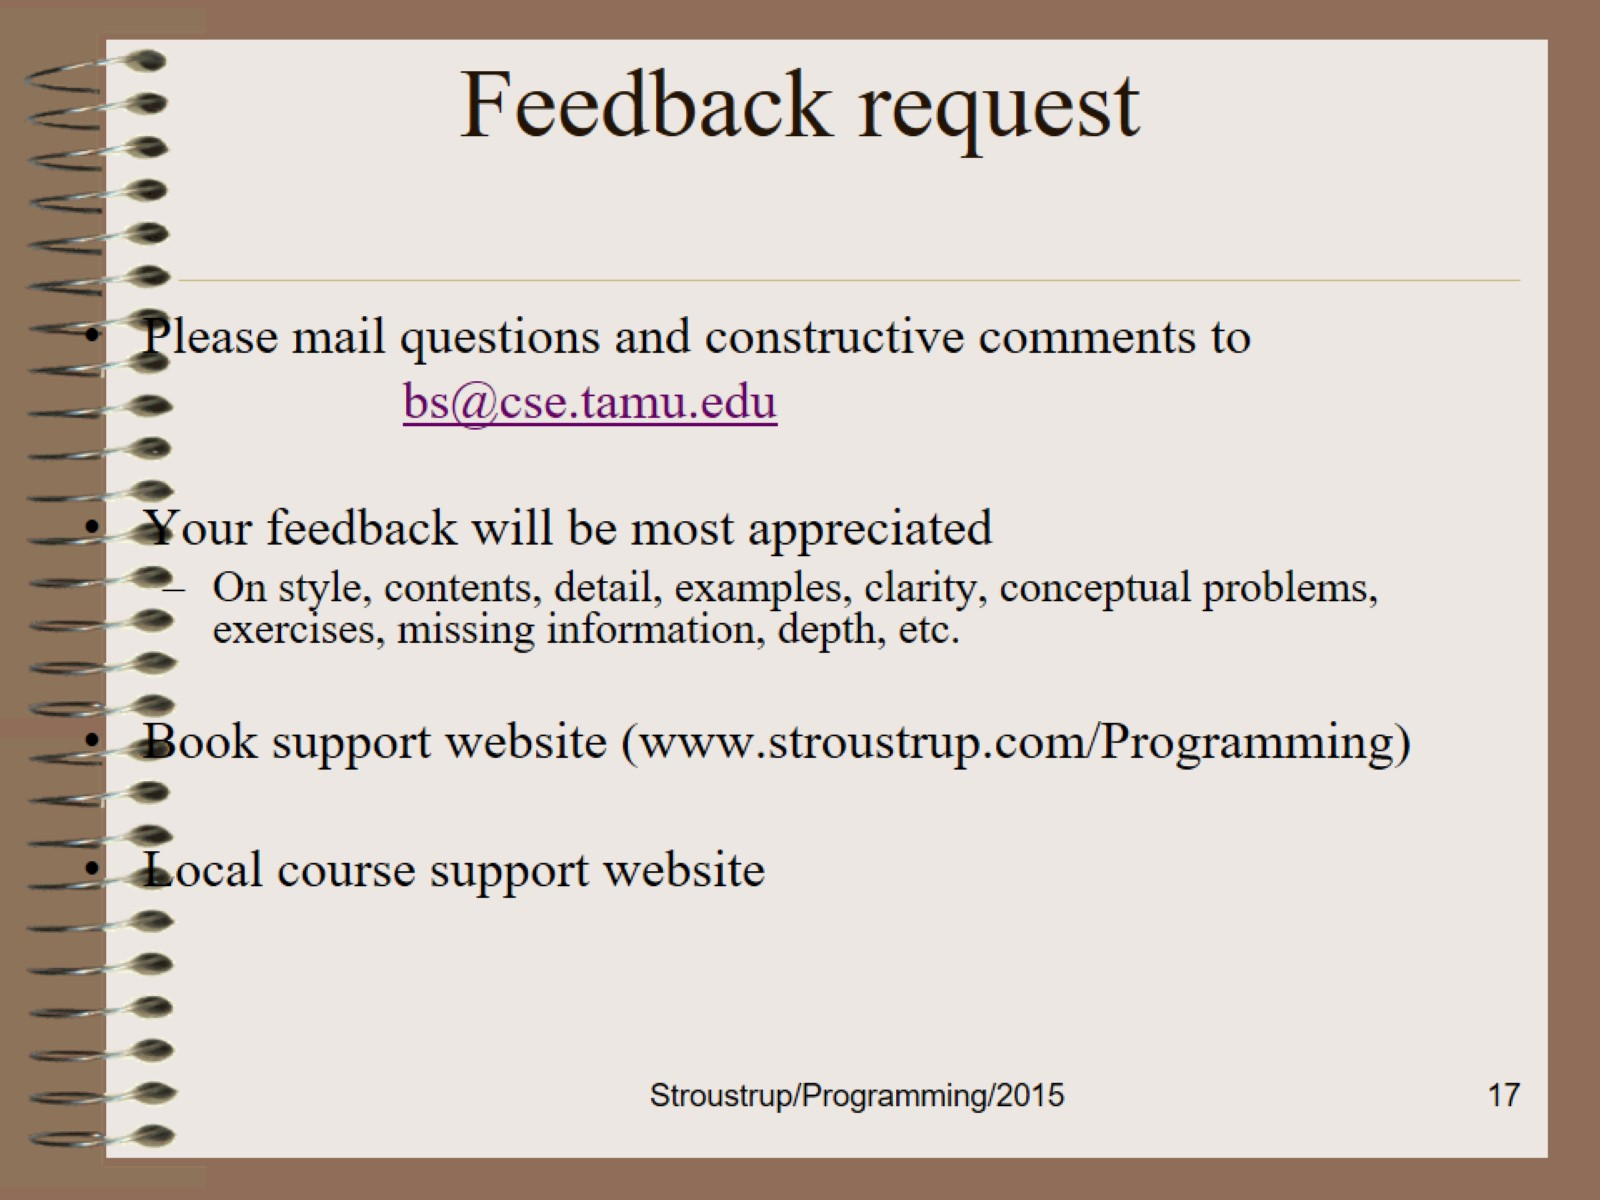 Feedback request
• Please mail questions and constructive comments to
bs@cse.tamu.edu
• Your feedback will be most appreciated
– On style, contents, detail, examples, clarity, conceptual problems,
exercises, missing information, depth, etc.
• Book support website (www.stroustrup.com/Programming)
• Local course support website
Stroustrup/Programming/2015
17